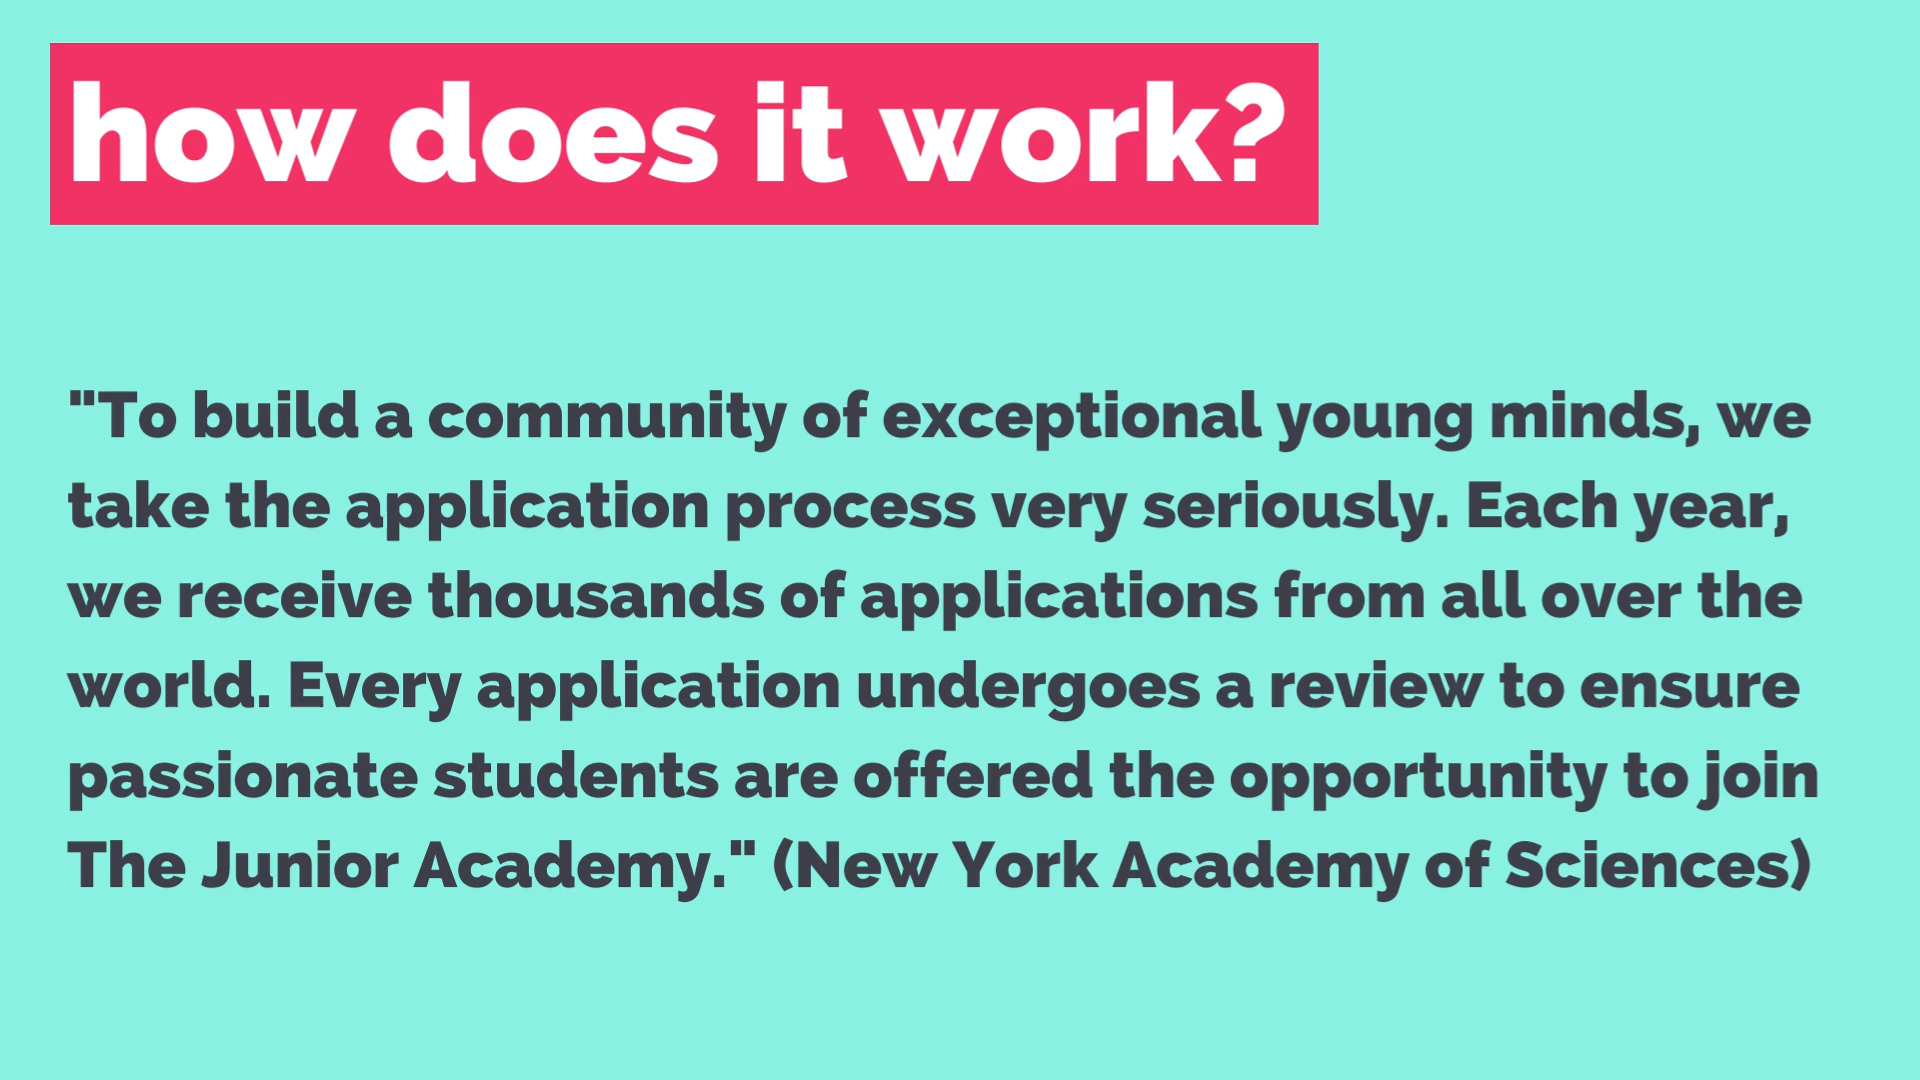 how does it work?
"To build a community of exceptional young minds, we
take the application process very seriously. Each year,
we receive thousands of applications from all over the
world. Every application undergoes a review to ensure
passionate students are offered the opportunity to join
The Junior Academy." (New York Academy of Sciences)